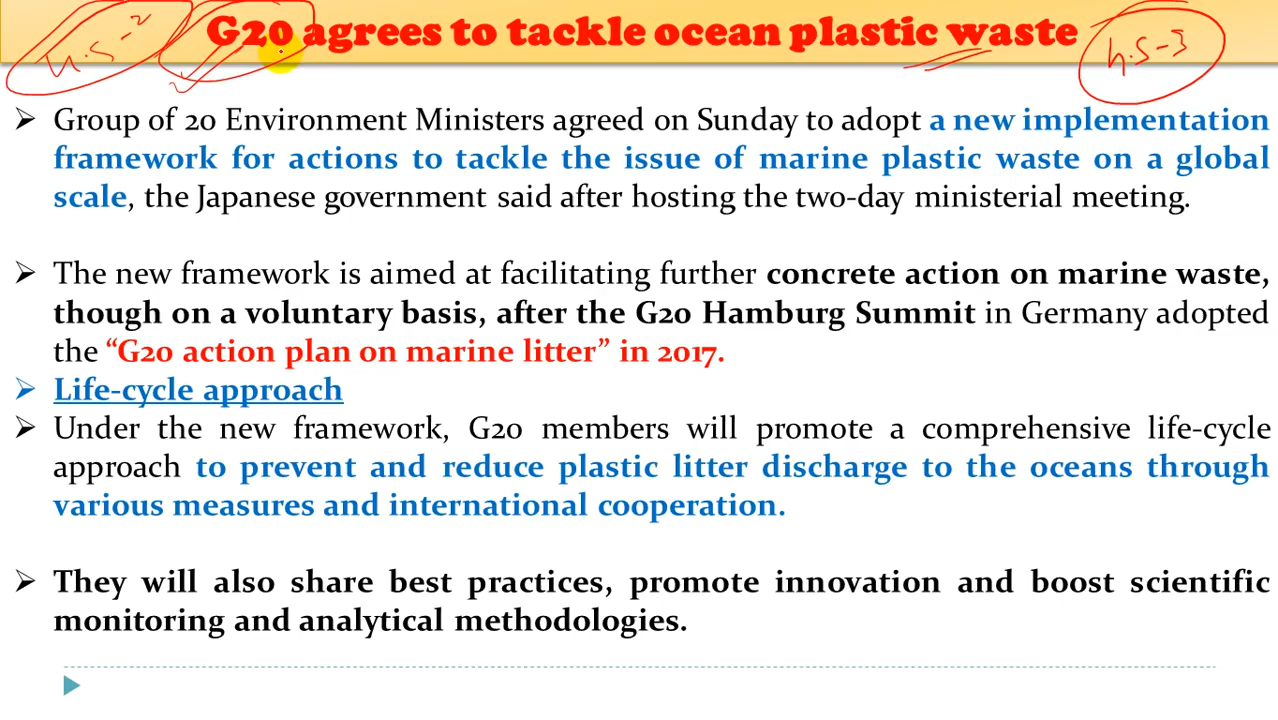 G20 agrees to tackle ocean plastic waste
h.S-2
h.S-3
➢ Group of 20 Environment Ministers agreed on Sunday to adopt a new implementation
framework for actions to tackle the issue of marine plastic waste on a global
scale, the Japanese government said after hosting the two-day ministerial meeting.
➢ The new framework is aimed at facilitating further concrete action on marine waste,
though on a voluntary basis, after the G20 Hamburg Summit in Germany adopted
the “G20 action plan on marine litter” in 2017.
➢ Life-cycle approach
➢ Under the new framework, G20 members will promote a comprehensive life-cycle
approach to prevent and reduce plastic litter discharge to the oceans through
various measures and international cooperation.
➢ They will also share best practices, promote innovation and boost scientific
monitoring and analytical methodologies.